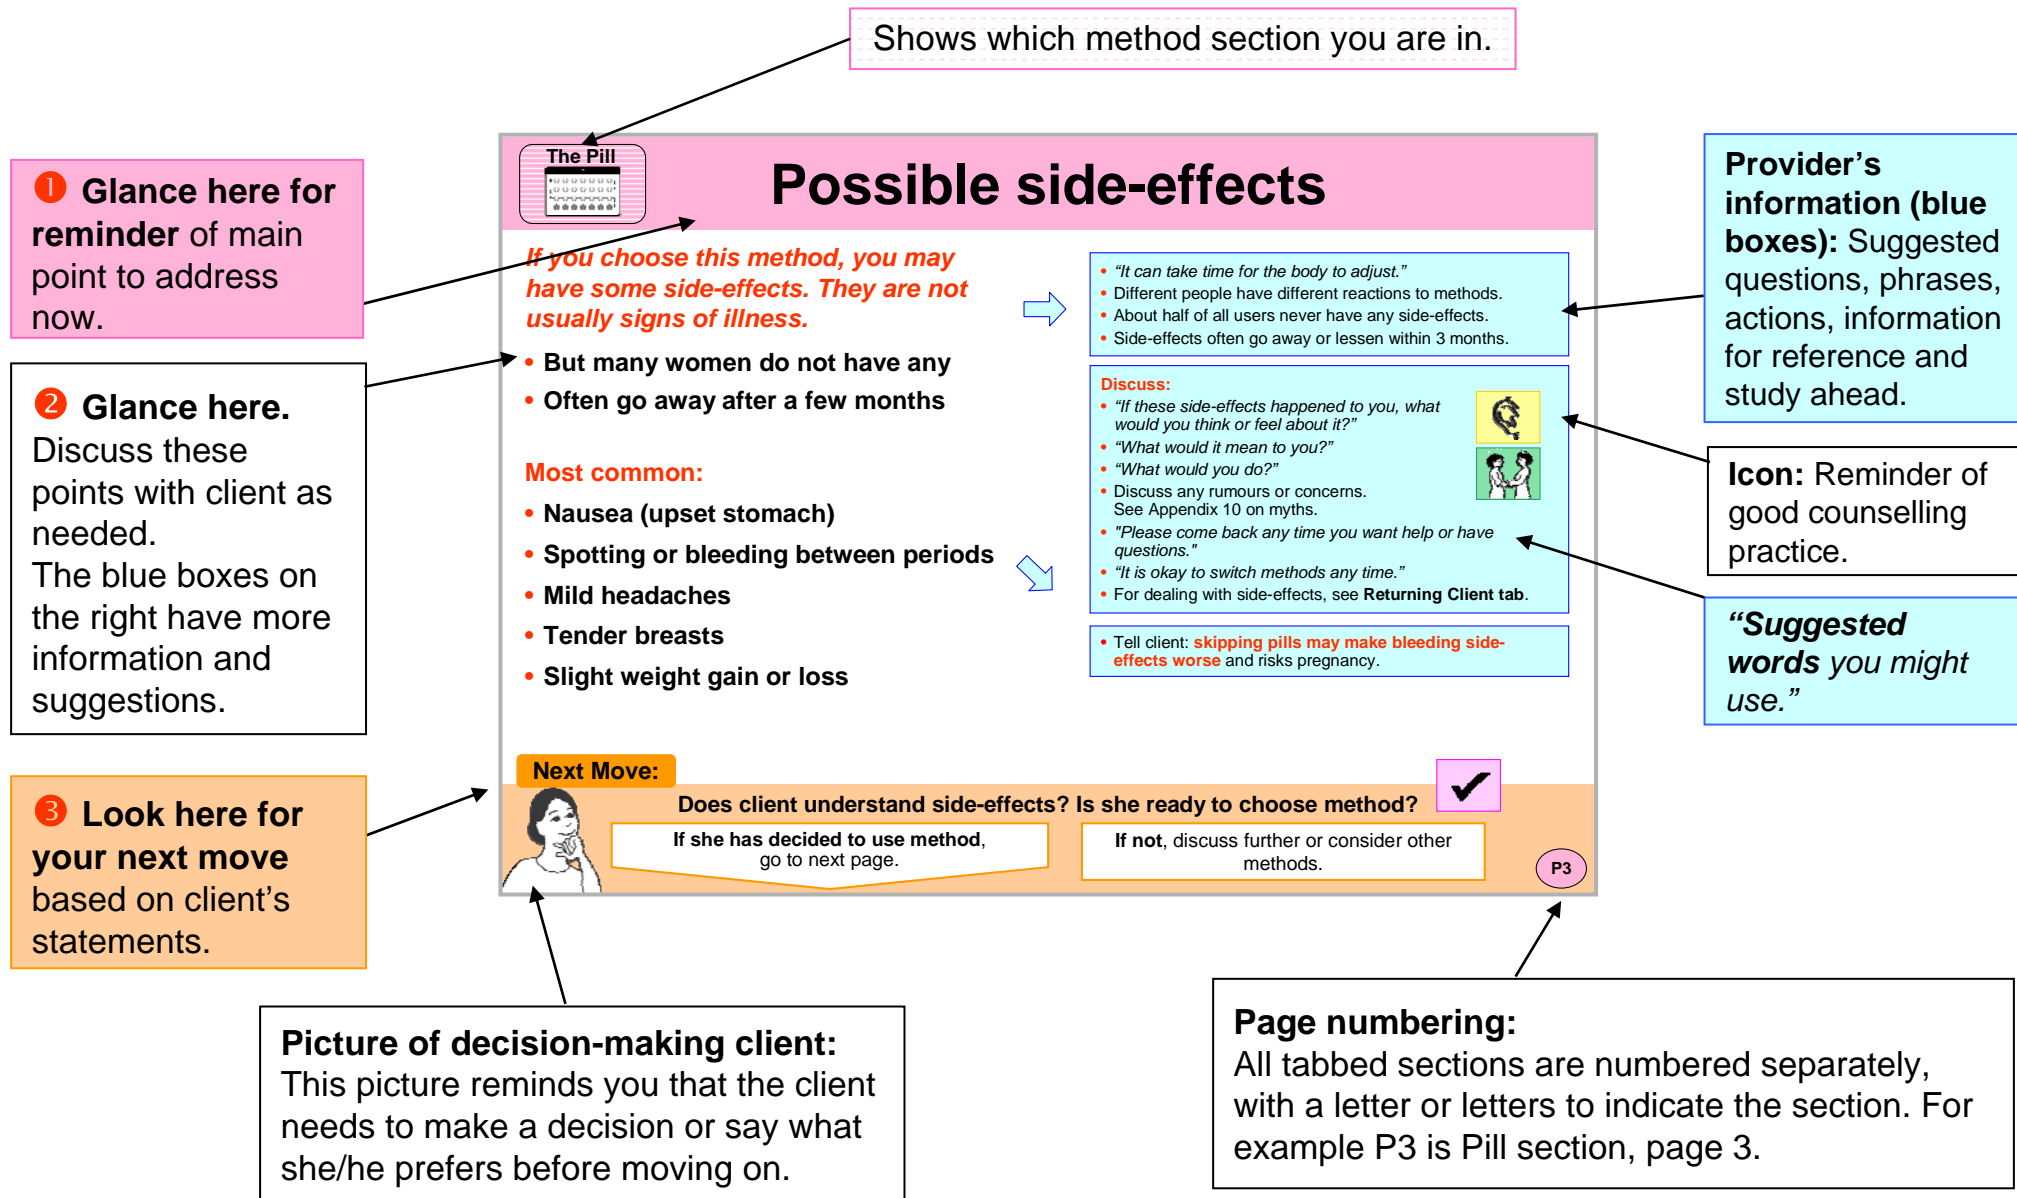 Shows which method section you are in.
❶ Glance here for
reminder of main
point to address
now.
❷ Glance here.
Discuss these
points with client as
needed.
The blue boxes on
the right have more
information and
suggestions.
❸ Look here for
your next move
based on client’s
statements.
The Pill
Possible side-effects
If you choose this method, you may
have some side-effects. They are not
usually signs of illness.
• But many women do not have any
• Often go away after a few months
Most common:
• Nausea (upset stomach)
• Spotting or bleeding between periods
• Mild headaches
• Tender breasts
• Slight weight gain or loss
• “It can take time for the body to adjust.”
• Different people have different reactions to methods.
• About half of all users never have any side-effects.
• Side-effects often go away or lessen within 3 months.
Discuss:
• “If these side-effects happened to you, what
would you think or feel about it?”
• “What would it mean to you?”
• “What would you do?”
• Discuss any rumours or concerns.
See Appendix 10 on myths.
• "Please come back any time you want help or have
questions."
• “It is okay to switch methods any time.”
• For dealing with side-effects, see Returning Client tab.
• Tell client: skipping pills may make bleeding side-
effects worse and risks pregnancy.
Next Move:
Does client understand side-effects? Is she ready to choose method?
If she has decided to use method,
go to next page.
If not, discuss further or consider other
methods.
P3
Provider’s
information (blue
boxes): Suggested
questions, phrases,
actions, information
for reference and
study ahead.
Icon: Reminder of
good counselling
practice.
“Suggested
words you might
use.”
Picture of decision-making client:
This picture reminds you that the client
needs to make a decision or say what
she/he prefers before moving on.
Page numbering:
All tabbed sections are numbered separately,
with a letter or letters to indicate the section. For
example P3 is Pill section, page 3.